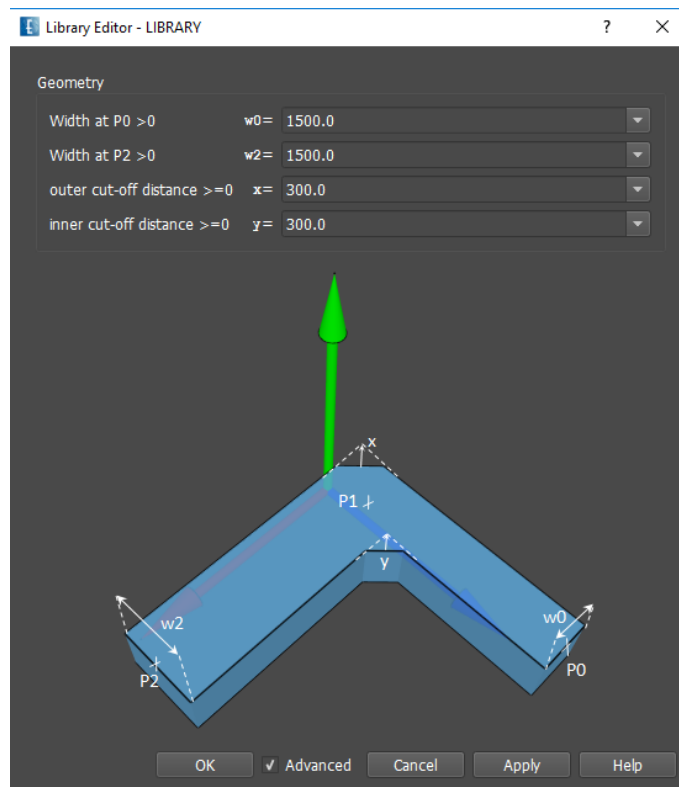 Library Editor - LIBRARY ? ×
Geometry
Width at P0 >0 w0= 1500.0
Width at P2 >0 w2= 1500.0
outer cut-off distance >=0 x= 300.0
inner cut-off distance >=0 y= 300.0
x
P1
y
w2
w0
P2
P0
OK ✓ Advanced Cancel Apply Help